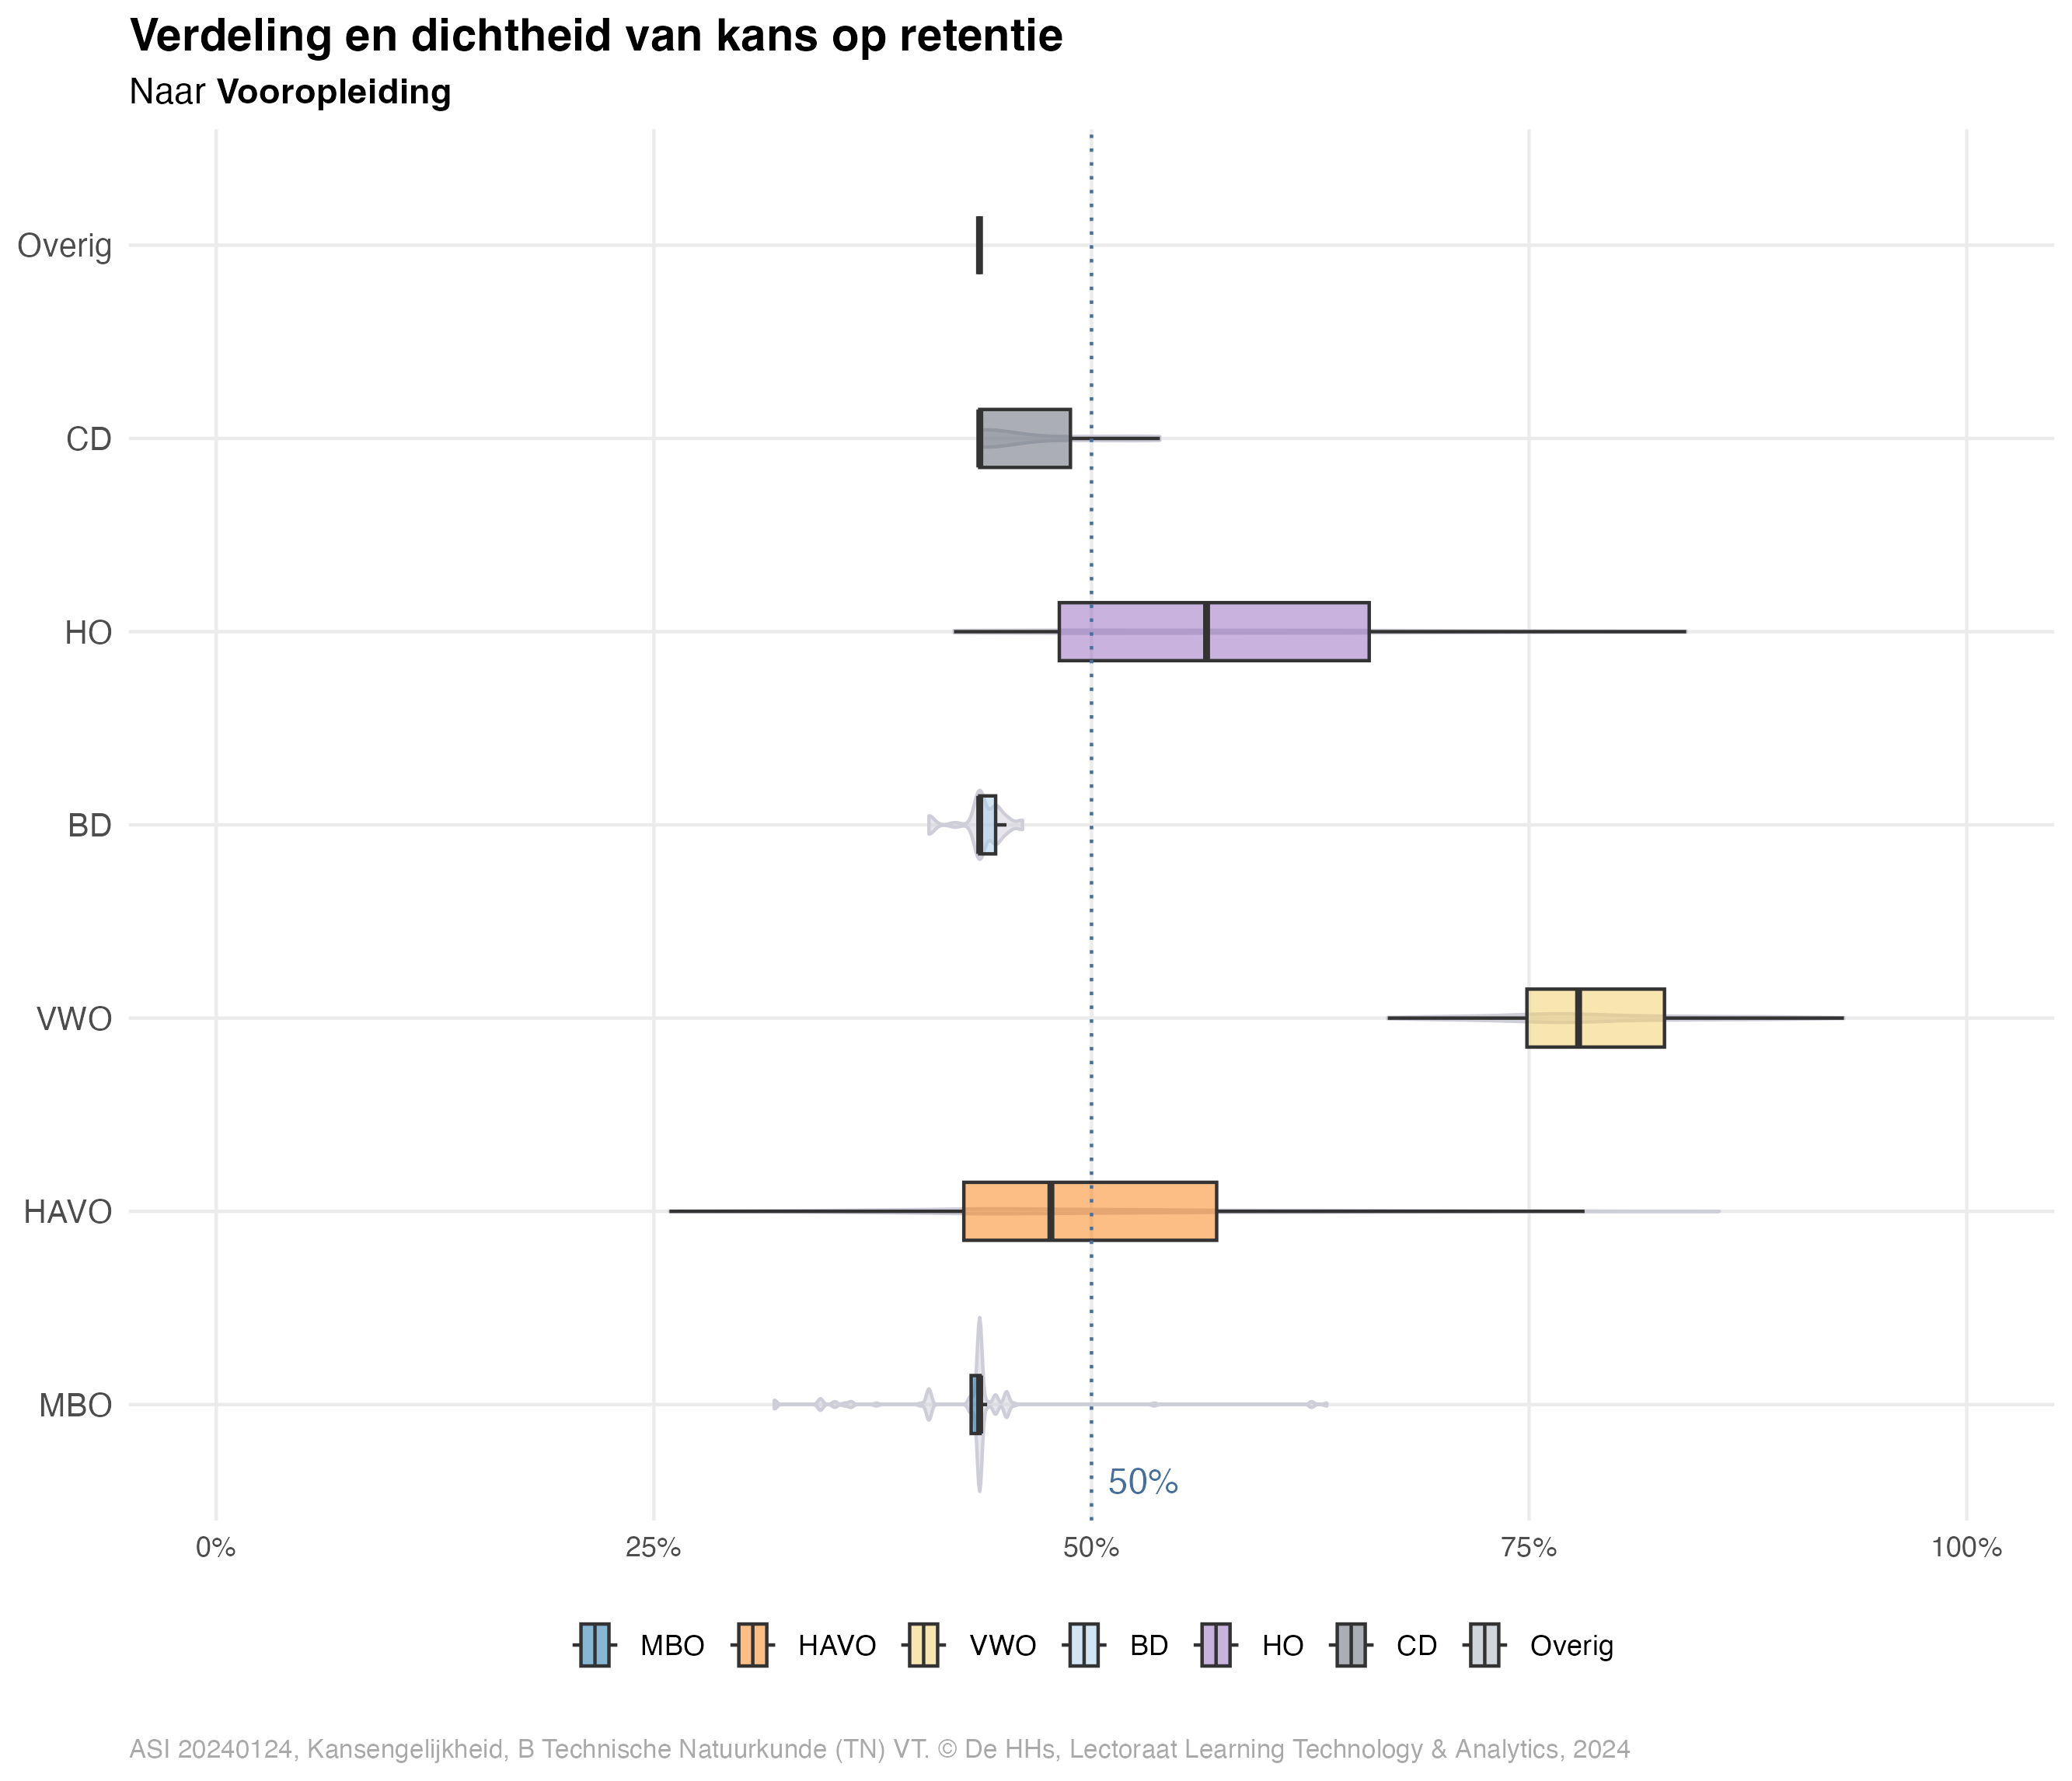 Verdeling en dichtheid van kans op retentie
Naar Vooropleiding
Overig
CD
HO
BD
VWO
HAVO
MBO
50%
0% 25% 50% 75% 100%
MBO HAVO VWO BD HO CD Overig
ASI 20240124, Kansengelijkheid, B Technische Natuurkunde (TN) VT. © De HHs, Lectoraat Learning Technology & Analytics, 2024